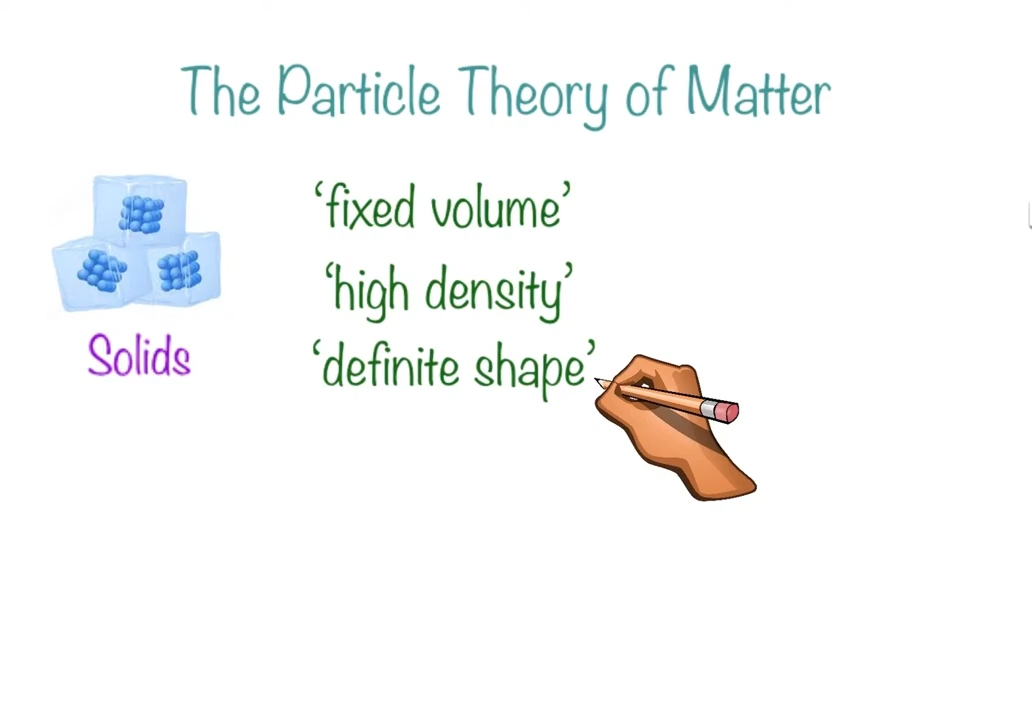 The Particle Theory of Matter
‘fixed volume’
‘high density’
Solids
‘definite shape’